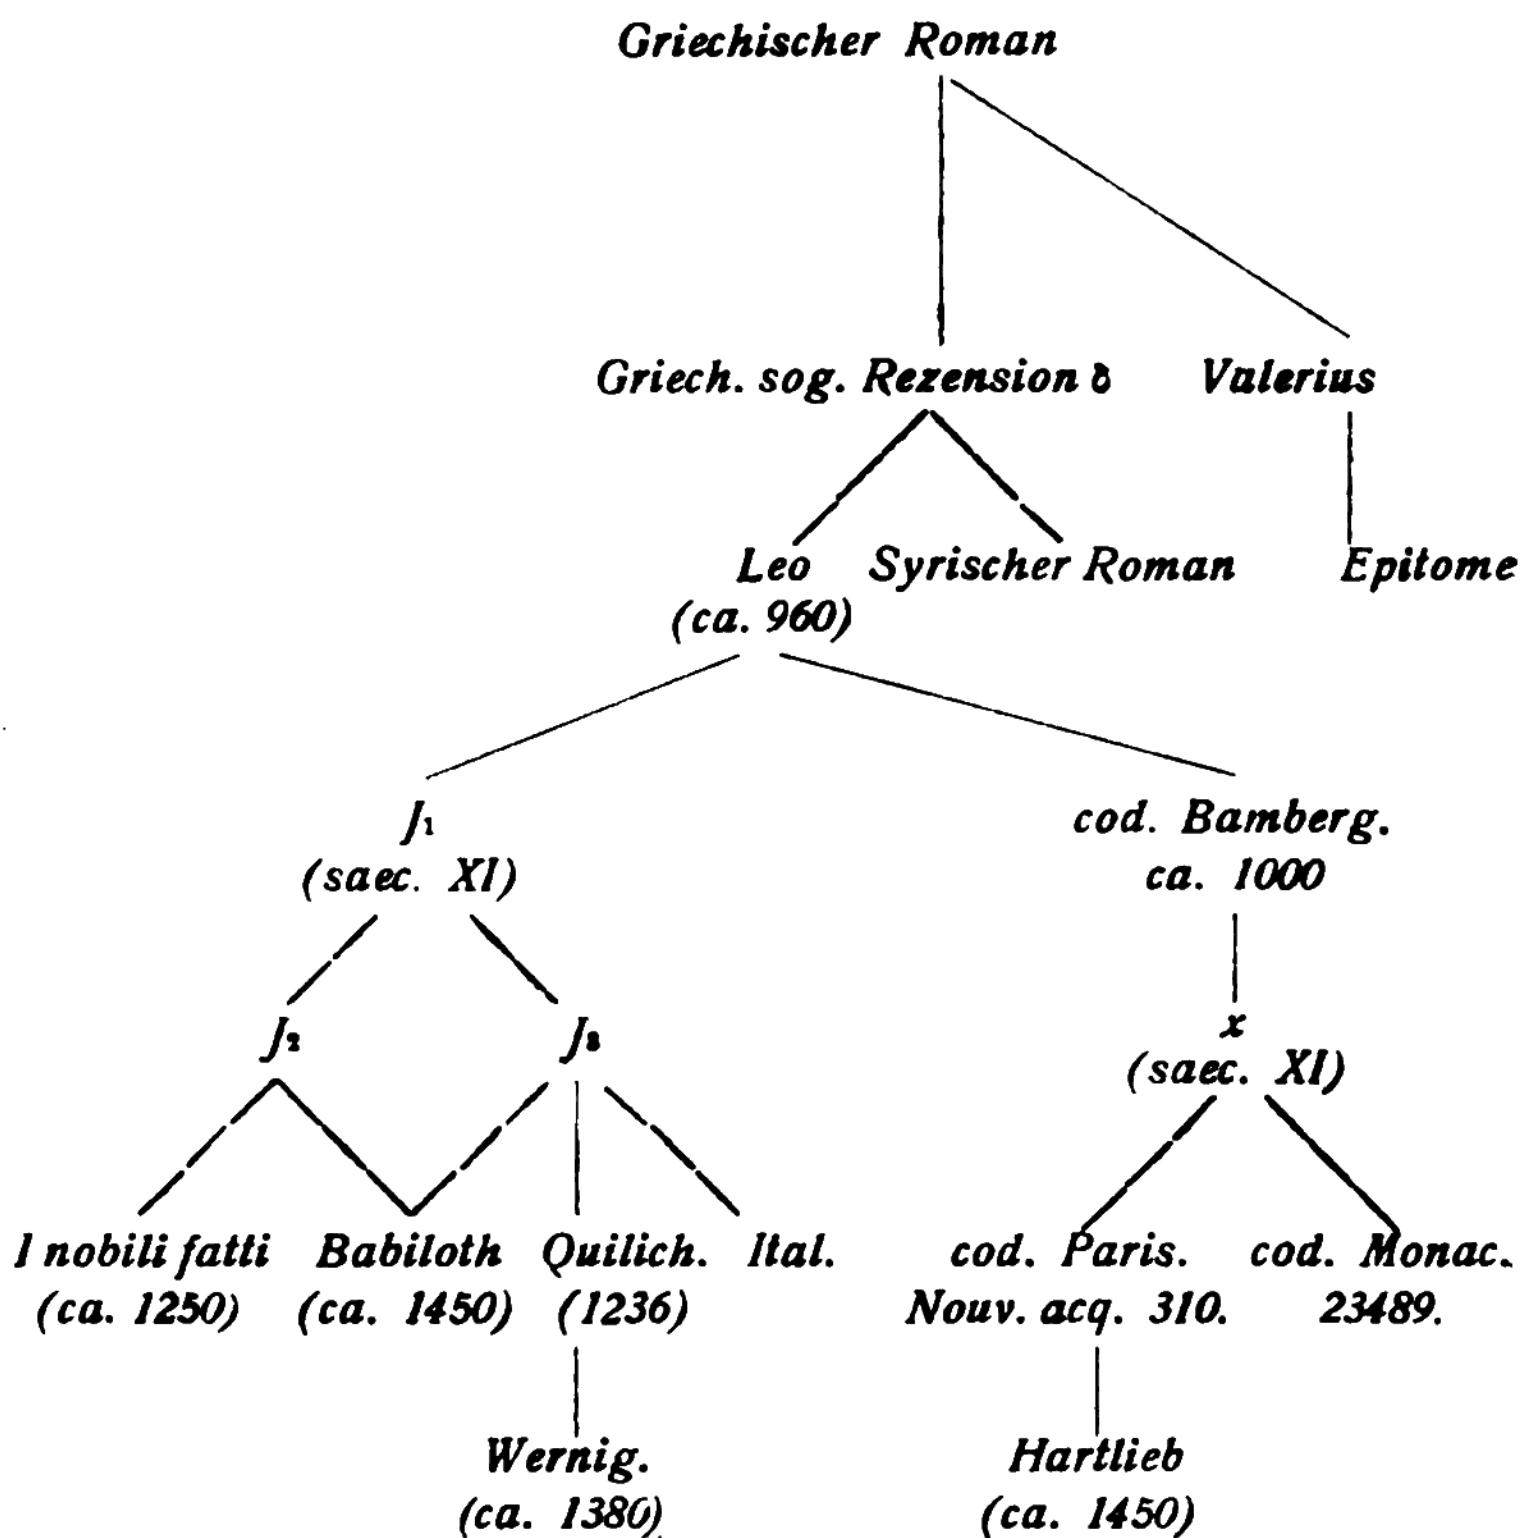 Griechischer Roman
Griech. sog. Rezension δ Valerius
Leo Syrischer Roman Epitome
(ca. 960)
J₁ cod. Bamberg.
(saec. XI) ca. 1000
J₂ J₃ x
(saec. XI)
I nobili fatti Babiloth Quilich. Ital. cod. Paris. cod. Monac.
(ca. 1250) (ca. 1450) (1236) Nouv. acq. 310. 23489.
Wernig. Hartlieb
(ca. 1380) (ca. 1450)